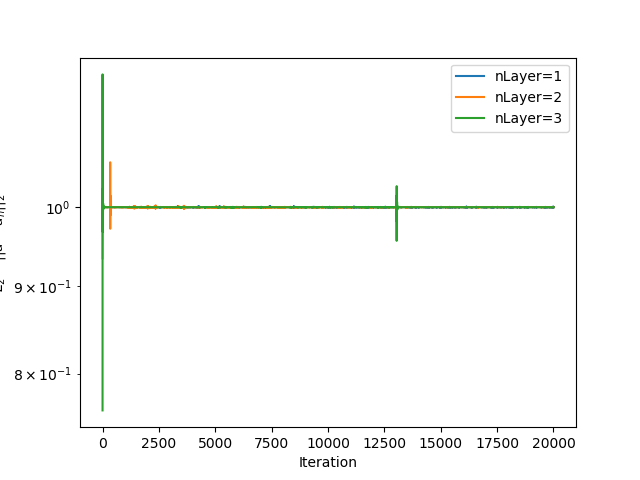 nLayer=1
nLayer=2
nLayer=3
10⁰
9 × 10⁻¹
8 × 10⁻¹
0 2500 5000 7500 10000 12500 15000 17500 20000
Iteration